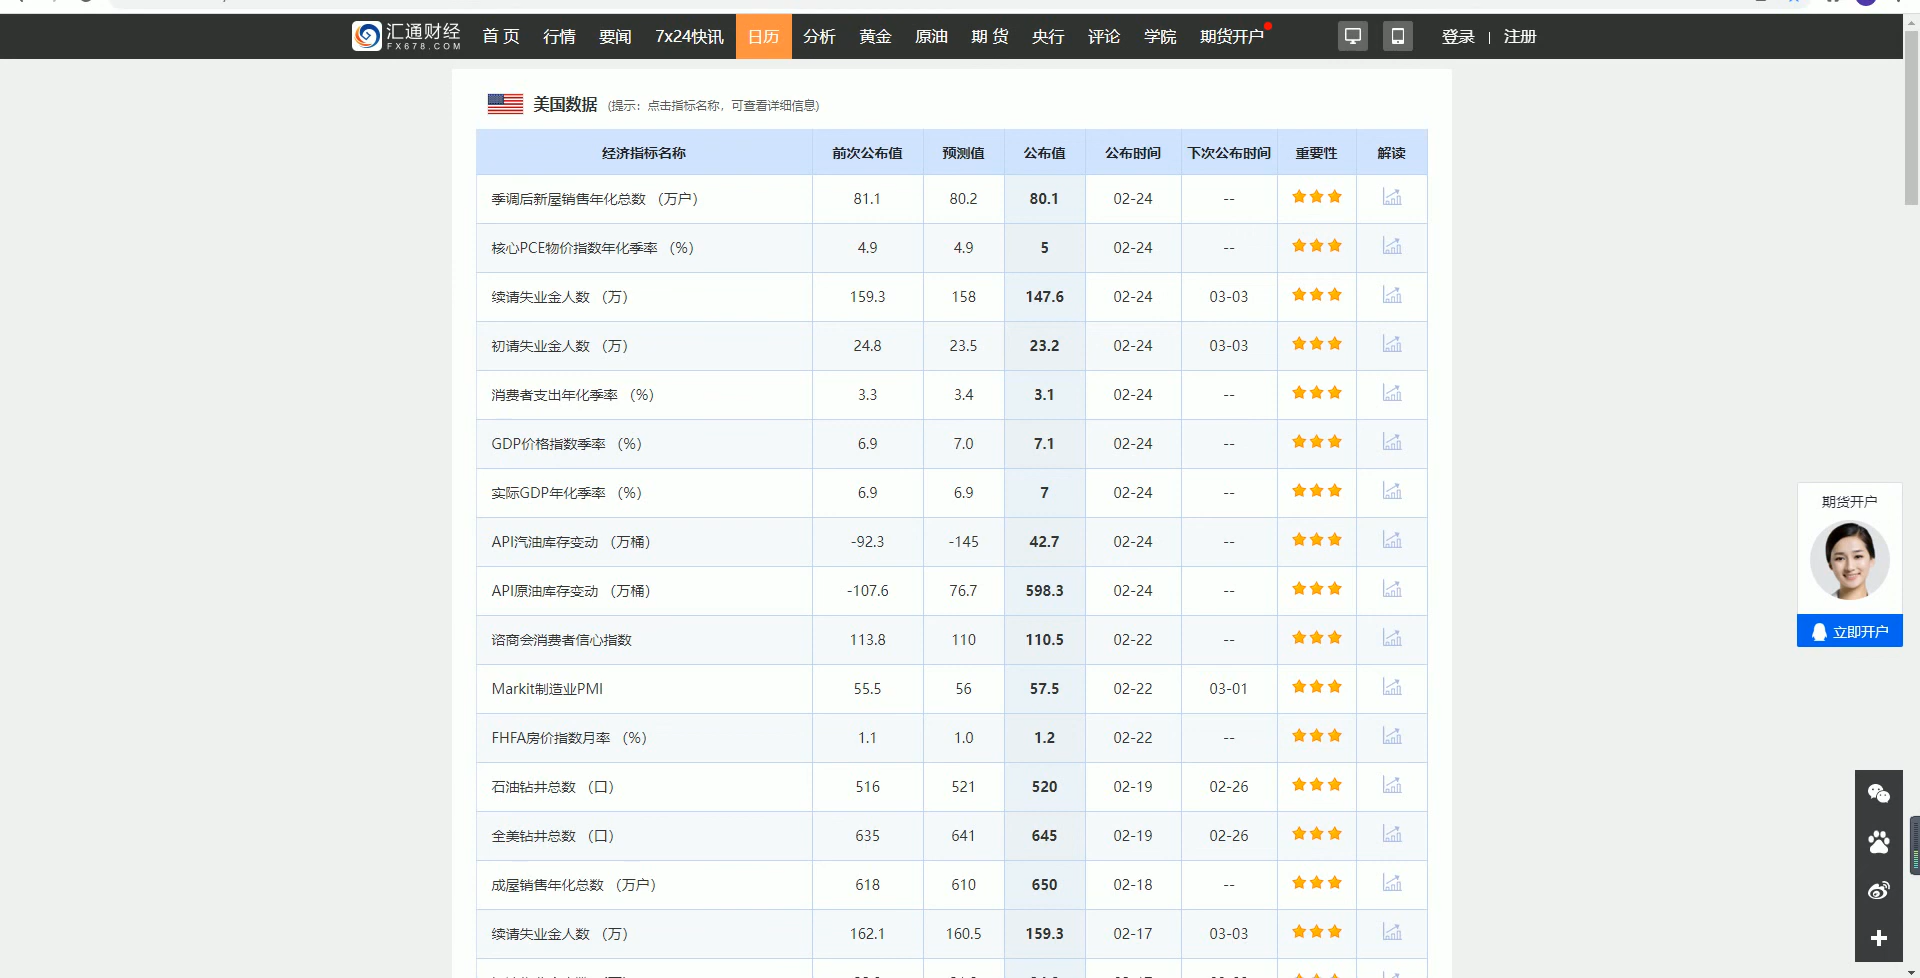 汇通财经 FX678.COM 首 页 行情 要闻 7x24快讯 日历 分析 黄金 原油 期 货 央行 评论 学院 期货开户 登录 | 注册
美国数据 (提示：点击指标名称，可查看详细信息)
经济指标名称 前次公布值 预测值 公布值 公布时间 下次公布时间 重要性 解读
季调后新屋销售年化总数 （万户） 81.1 80.2 80.1 02-24 --
核心PCE物价指数年化季率 （%） 4.9 4.9 5 02-24 --
续请失业金人数 （万） 159.3 158 147.6 02-24 03-03
初请失业金人数 （万） 24.8 23.5 23.2 02-24 03-03
消费者支出年化季率 （%） 3.3 3.4 3.1 02-24 --
GDP价格指数季率 （%） 6.9 7.0 7.1 02-24 --
实际GDP年化季率 （%） 6.9 6.9 7 02-24 --
API汽油库存变动 （万桶） -92.3 -145 42.7 02-24 --
API原油库存变动 （万桶） -107.6 76.7 598.3 02-24 --
谘商会消费者信心指数 113.8 110 110.5 02-22 --
Markit制造业PMI 55.5 56 57.5 02-22 03-01
FHFA房价指数月率 （%） 1.1 1.0 1.2 02-22 --
石油钻井总数 （口） 516 521 520 02-19 02-26
全美钻井总数 （口） 635 641 645 02-19 02-26
成屋销售年化总数 （万户） 618 610 650 02-18 --
续请失业金人数 （万） 162.1 160.5 159.3 02-17 03-03
期货开户
立即开户